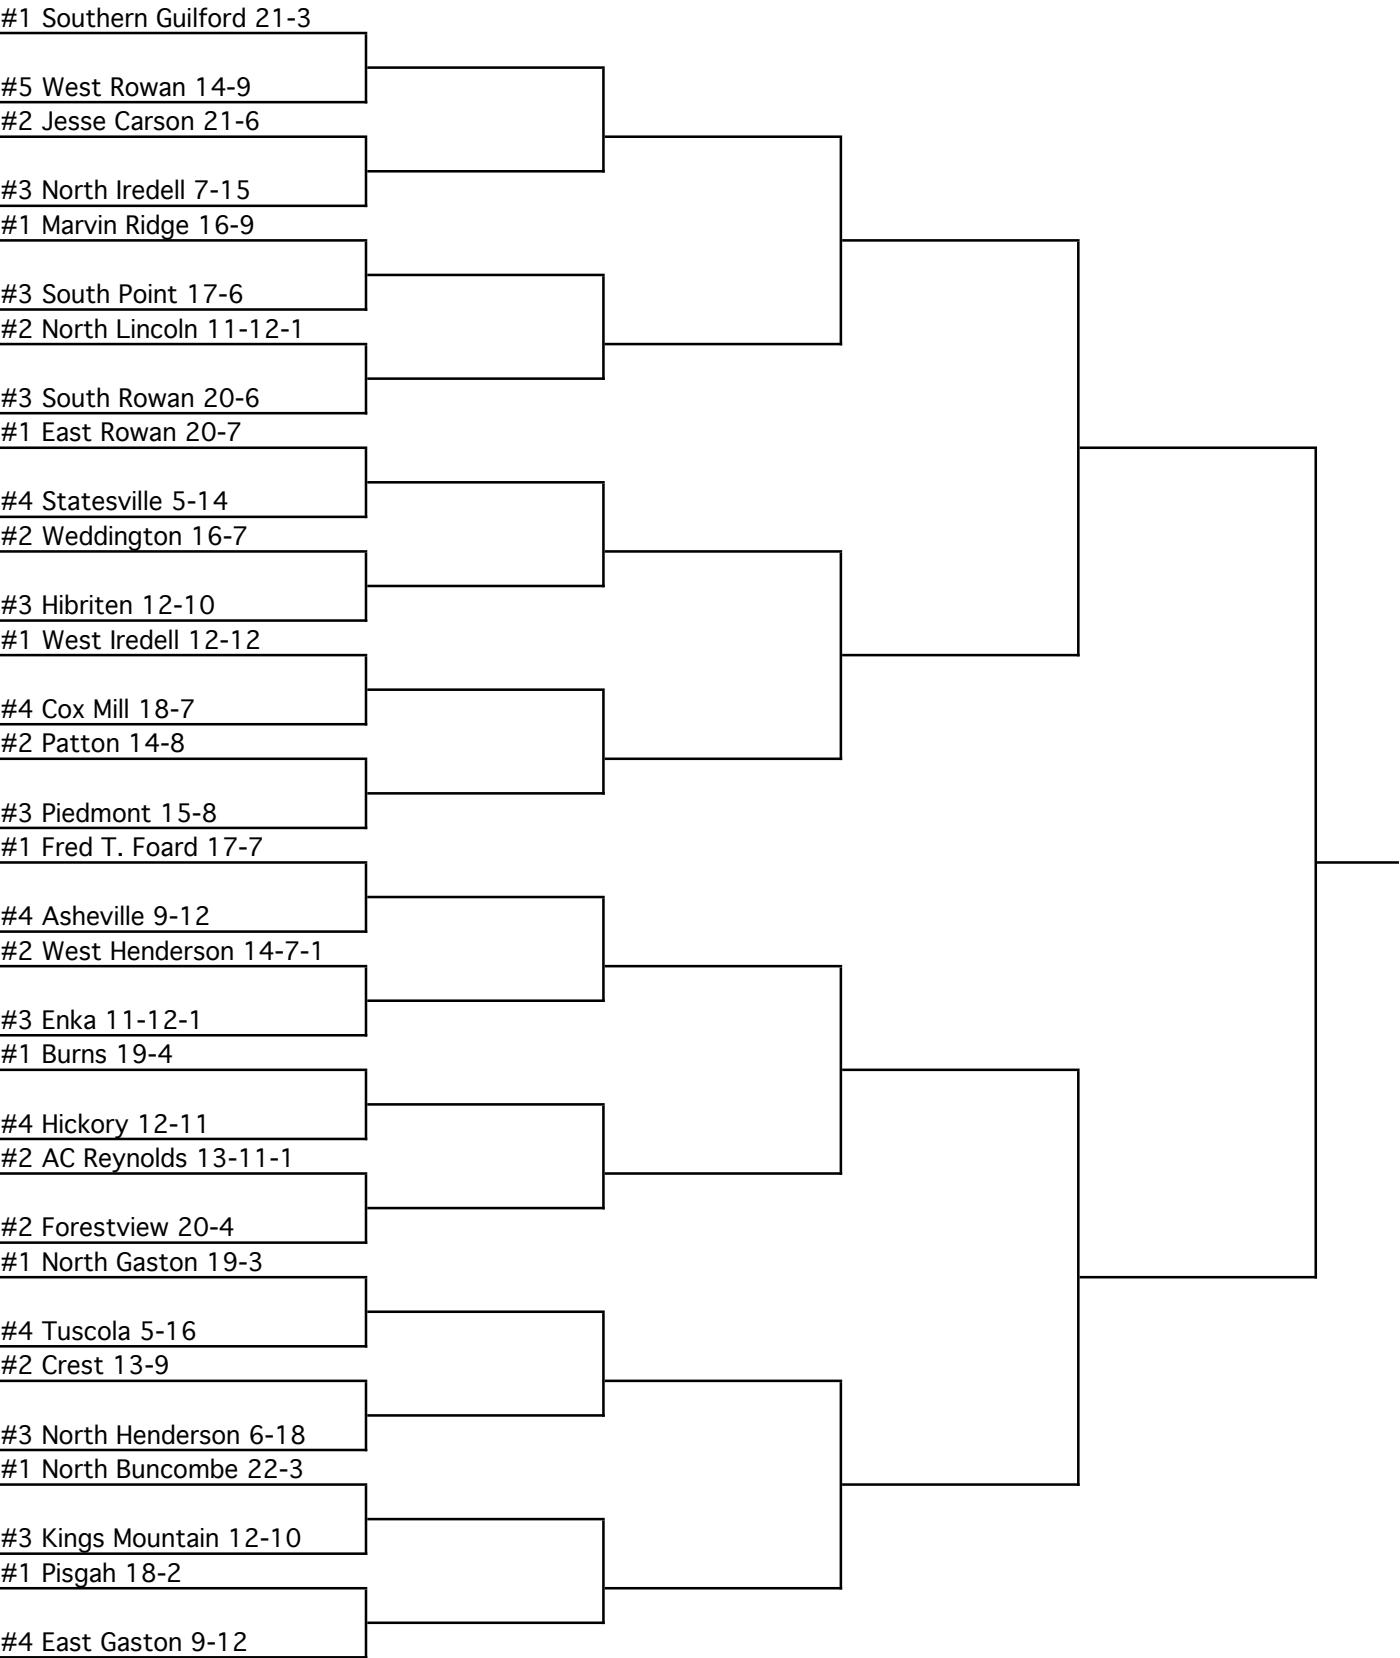 #1 Southern Guilford 21-3
#5 West Rowan 14-9
#2 Jesse Carson 21-6
#3 North Iredell 7-15
#1 Marvin Ridge 16-9
#3 South Point 17-6
#2 North Lincoln 11-12-1
#3 South Rowan 20-6
#1 East Rowan 20-7
#4 Statesville 5-14
#2 Weddington 16-7
#3 Hibriten 12-10
#1 West Iredell 12-12
#4 Cox Mill 18-7
#2 Patton 14-8
#3 Piedmont 15-8
#1 Fred T. Foard 17-7
#4 Asheville 9-12
#2 West Henderson 14-7-1
#3 Enka 11-12-1
#1 Burns 19-4
#4 Hickory 12-11
#2 AC Reynolds 13-11-1
#2 Forestview 20-4
#1 North Gaston 19-3
#4 Tuscola 5-16
#2 Crest 13-9
#3 North Henderson 6-18
#1 North Buncombe 22-3
#3 Kings Mountain 12-10
#1 Pisgah 18-2
#4 East Gaston 9-12